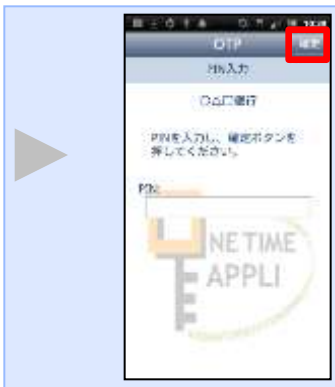 OTP 確定
PIN入力
○△□銀行
PINを入力し、確定ボタンを
押してください。
PIN:
NE TIME
APPLI